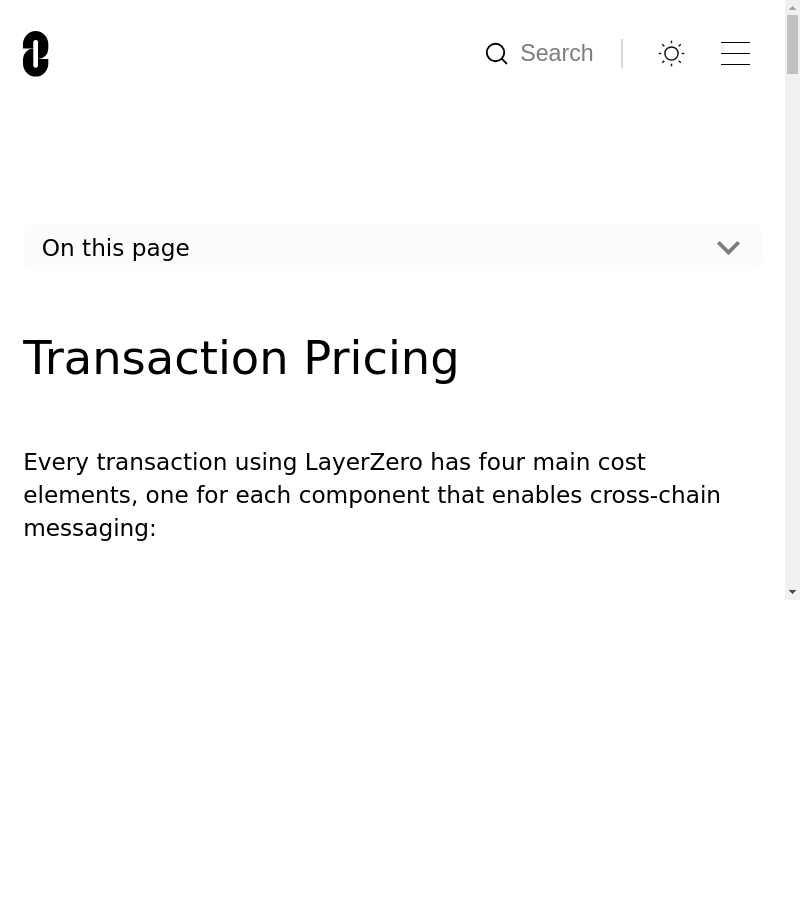 Search
On this page
Transaction Pricing
Every transaction using LayerZero has four main cost
elements, one for each component that enables cross-chain
messaging: